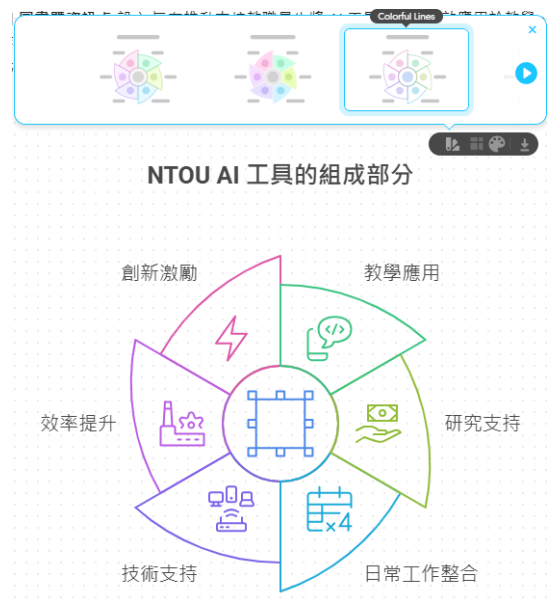 Colorful Lines
NTOU AI 工具的組成部分
創新激勵
教學應用
效率提升
研究支持
x4
技術支持
日常工作整合